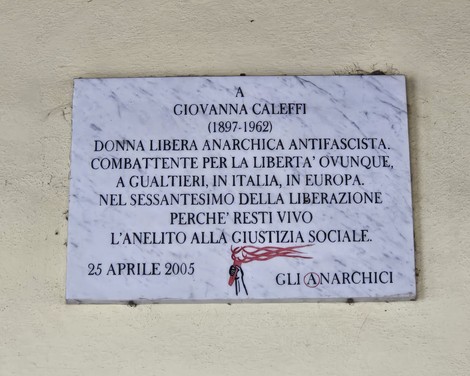 A
GIOVANNA CALEFFI
(1897-1962)
DONNA LIBERA ANARCHICA ANTIFASCISTA.
COMBATTENTE PER LA LIBERTA' OVUNQUE,
A GUALTIERI, IN ITALIA, IN EUROPA.
NEL SESSANTESIMO DELLA LIBERAZIONE
PERCHE' RESTI VIVO
L'ANELITO ALLA GIUSTIZIA SOCIALE.
25 APRILE 2005
GLI ANARCHICI